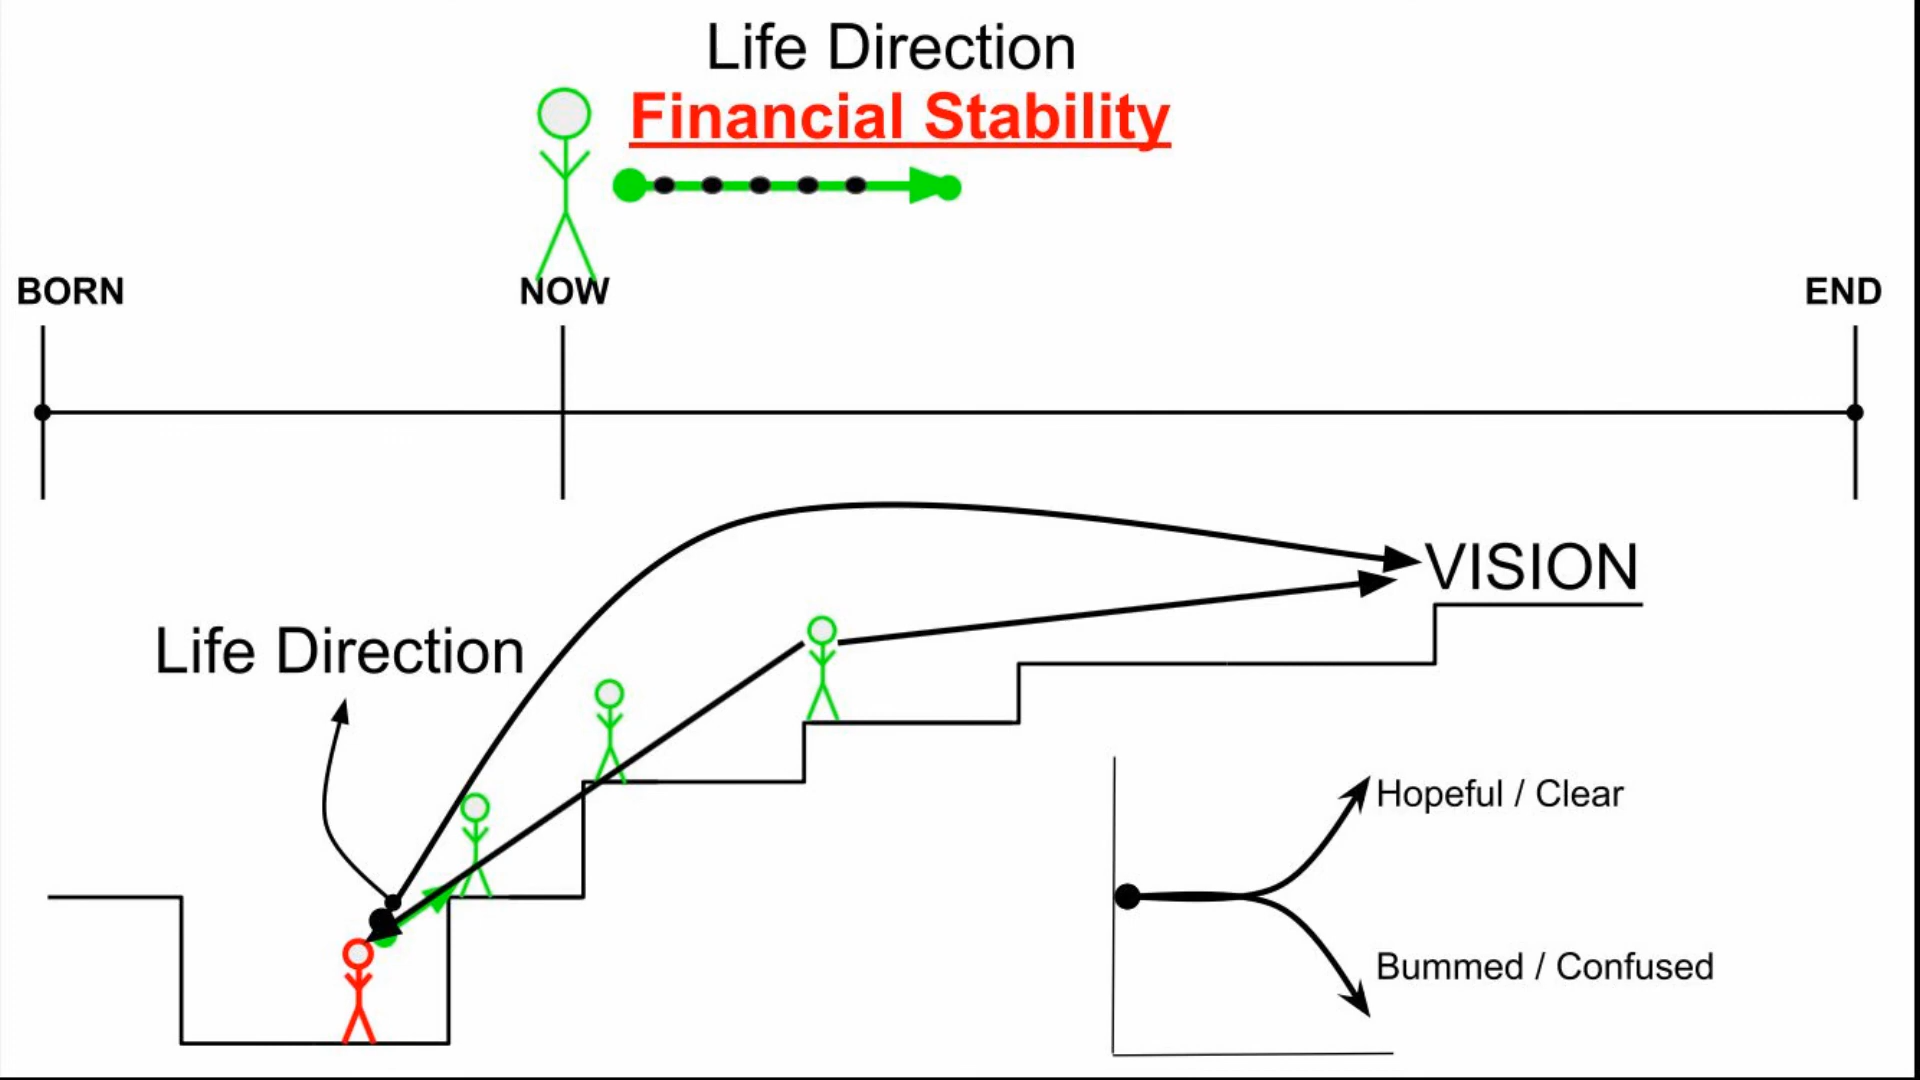 Life Direction
Financial Stability
BORN
NOW
END
VISION
Life Direction
Hopeful / Clear
Bummed / Confused